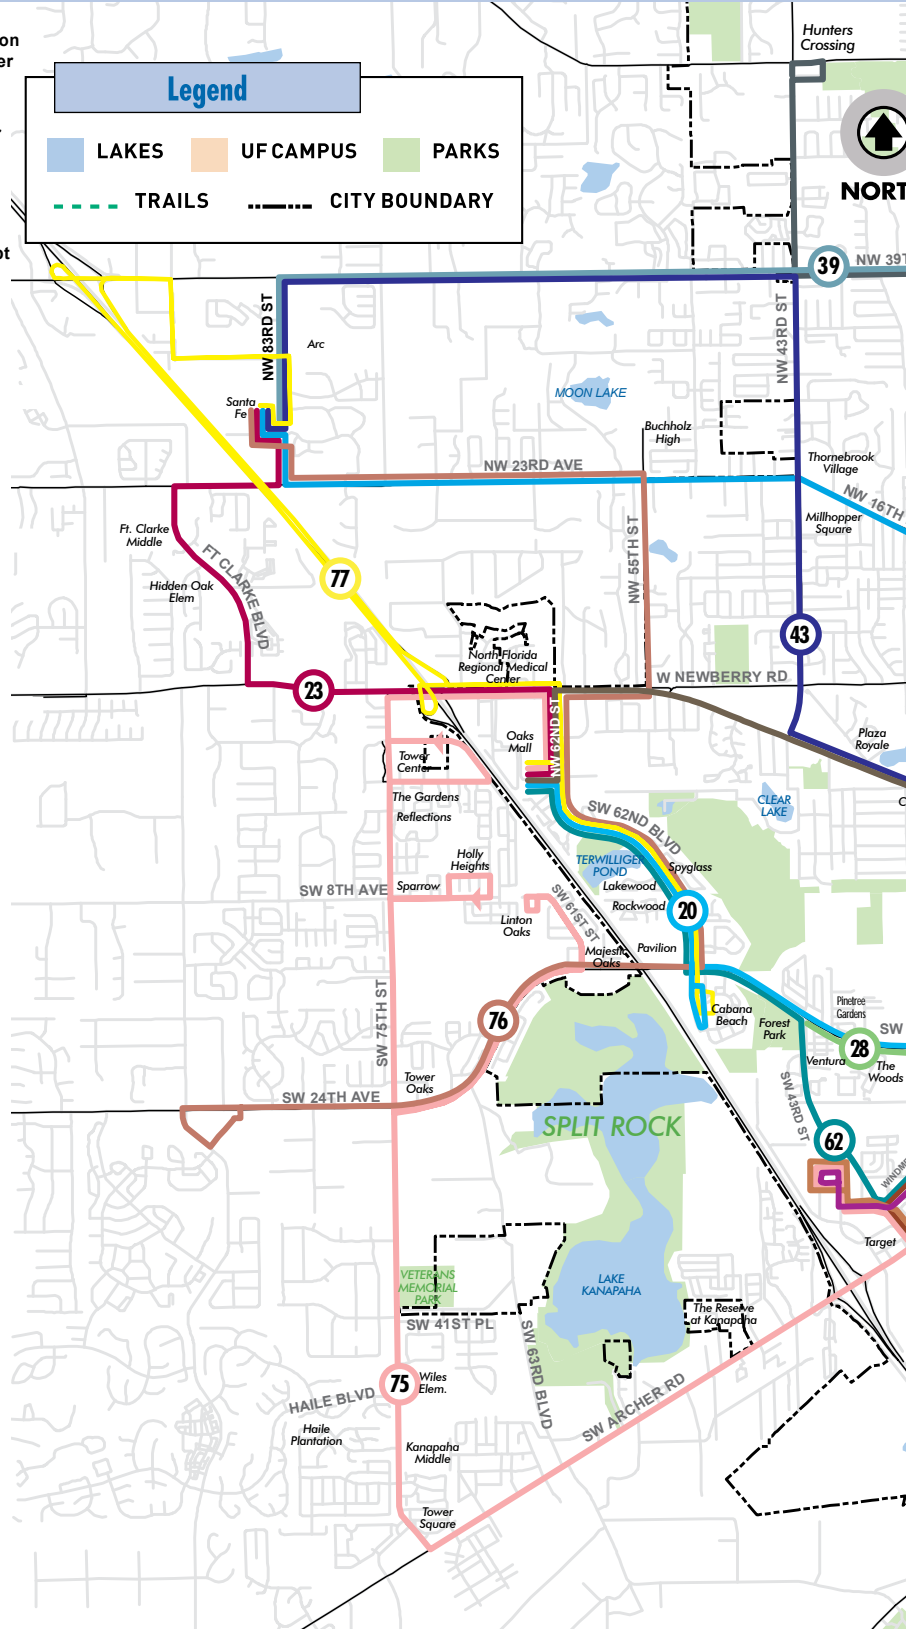 on
er
Hunters
Crossing
Legend
LAKES
UF CAMPUS
PARKS
TRAILS
CITY BOUNDARY
NORT
39
NW 39T
NW 83RD ST
NW 43RD ST
Arc
MOON LAKE
Santa
Fe
Buchholz
High
Thornebrook
Village
NW 23RD AVE
NW 16TH
Millhopper
Square
Ft. Clarke
Middle
FT CLARKE BLVD
NW 55TH ST
77
Hidden Oak
Elem
43
North Florida
Regional Medical
Center
W NEWBERRY RD
23
NW 62ND ST
Oaks
Mall
Plaza
Royale
Tower
Center
The Gardens
Reflections
CLEAR
LAKE
SW 62ND BLVD
Holly
Heights
TERWILLIGER
POND
Spyglass
SW 8TH AVE
Sparrow
Lakewood
Rockwood
20
SW 61ST ST
Linton
Oaks
Majestic
Oaks
Pavilion
SW 75TH ST
76
Cabana
Beach
Pinetree
Gardens
Forest
Park
SW
28
Ventura
The
Woods
Tower
Oaks
SW 24TH AVE
SW 43RD ST
SPLIT ROCK
62
WINDM
Target
VETERANS
MEMORIAL
PARK
LAKE
KANAPAHA
The Reserve
at Kanapaha
SW 41ST PL
SW 63RD BLVD
75
Wiles
Elem.
HAILE BLVD
SW ARCHER RD
Haile
Plantation
Kanapaha
Middle
Tower
Square